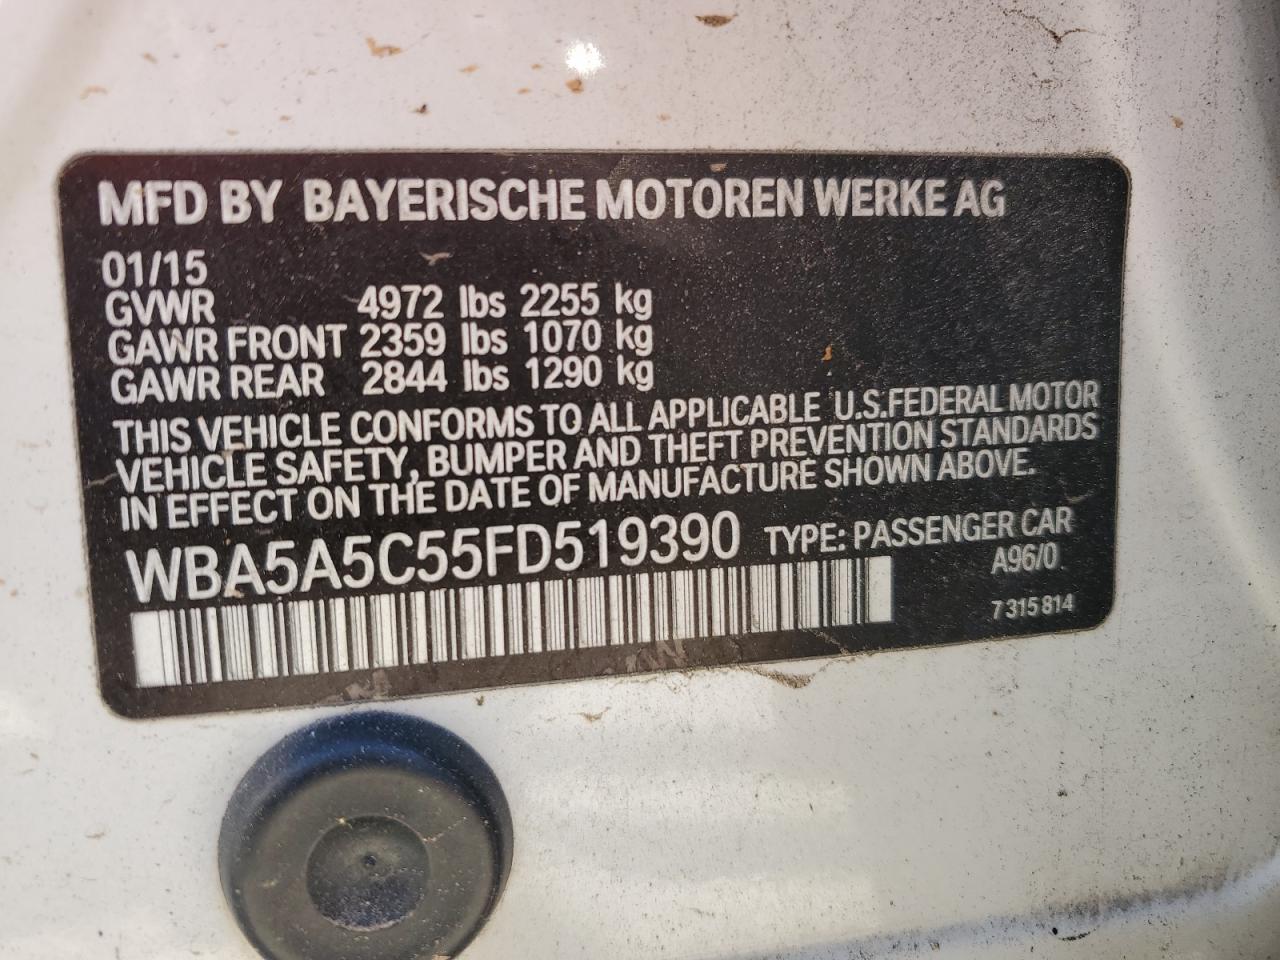 MFD BY BAYERISCHE MOTOREN WERKE AG
01/15
GVWR 4972 lbs 2255 kg
GAWR FRONT 2359 lbs 1070 kg
GAWR REAR 2844 lbs 1290 kg
THIS VEHICLE CONFORMS TO ALL APPLICABLE U.S.FEDERAL MOTOR
VEHICLE SAFETY, BUMPER AND THEFT PREVENTION STANDARDS
IN EFFECT ON THE DATE OF MANUFACTURE SHOWN ABOVE.
WBA5A5C55FD519390 TYPE: PASSENGER CAR
A96/0
7 315 814